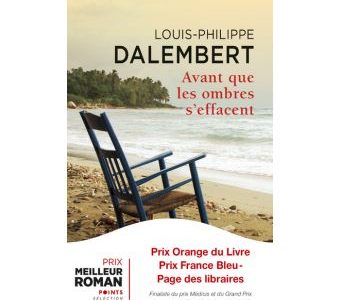 LOUIS-PHILIPPE
DALEMBERT
Avant que
les ombres
s'effacent
PRIX
MEILLEUR
ROMAN
POINTS
SÉLECTION
Prix Orange du Livre
Prix France Bleu-
Page des libraires
Finaliste du prix Médicis et du Grand Prix